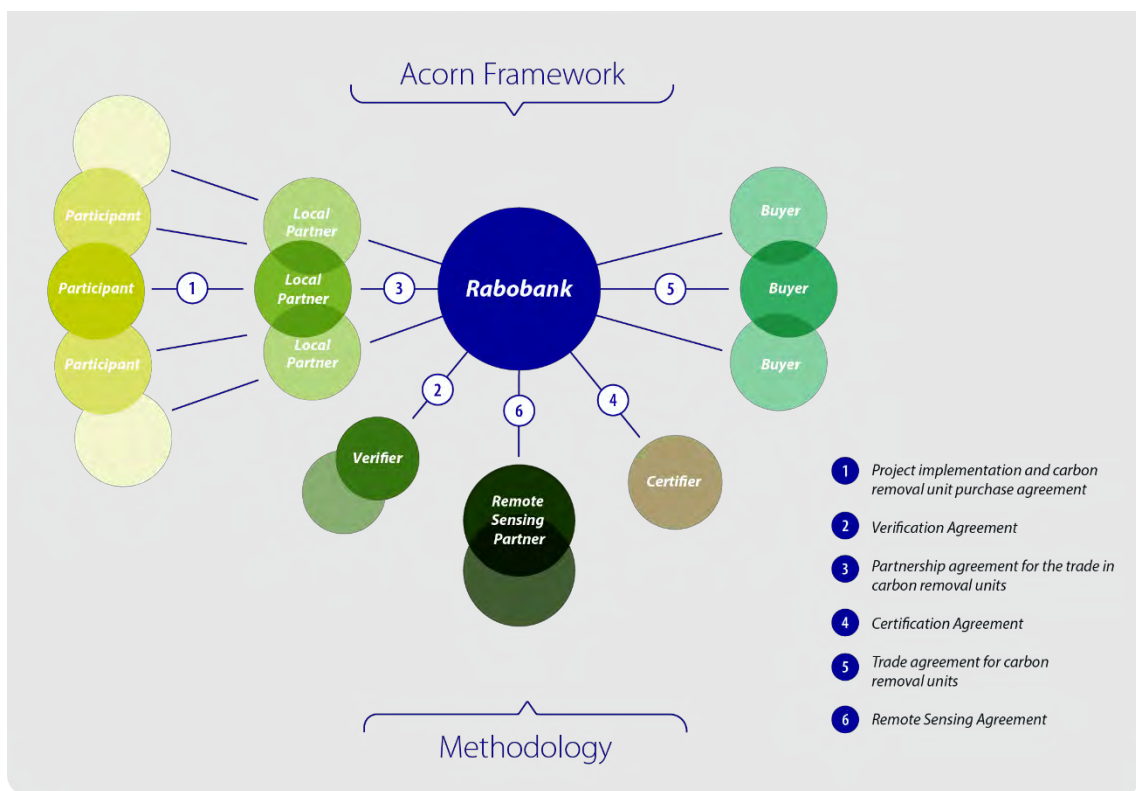 Acorn Framework
Participant
Participant
Participant
1
Local
Partner
Local
Partner
Local
Partner
3
Rabobank
5
Buyer
Buyer
Buyer
2
6
4
Verifier
Remote
Sensing
Partner
Certifier
1 Project implementation and carbon
removal unit purchase agreement
2 Verification Agreement
3 Partnership agreement for the trade in
carbon removal units
4 Certification Agreement
5 Trade agreement for carbon
removal units
6 Remote Sensing Agreement
Methodology